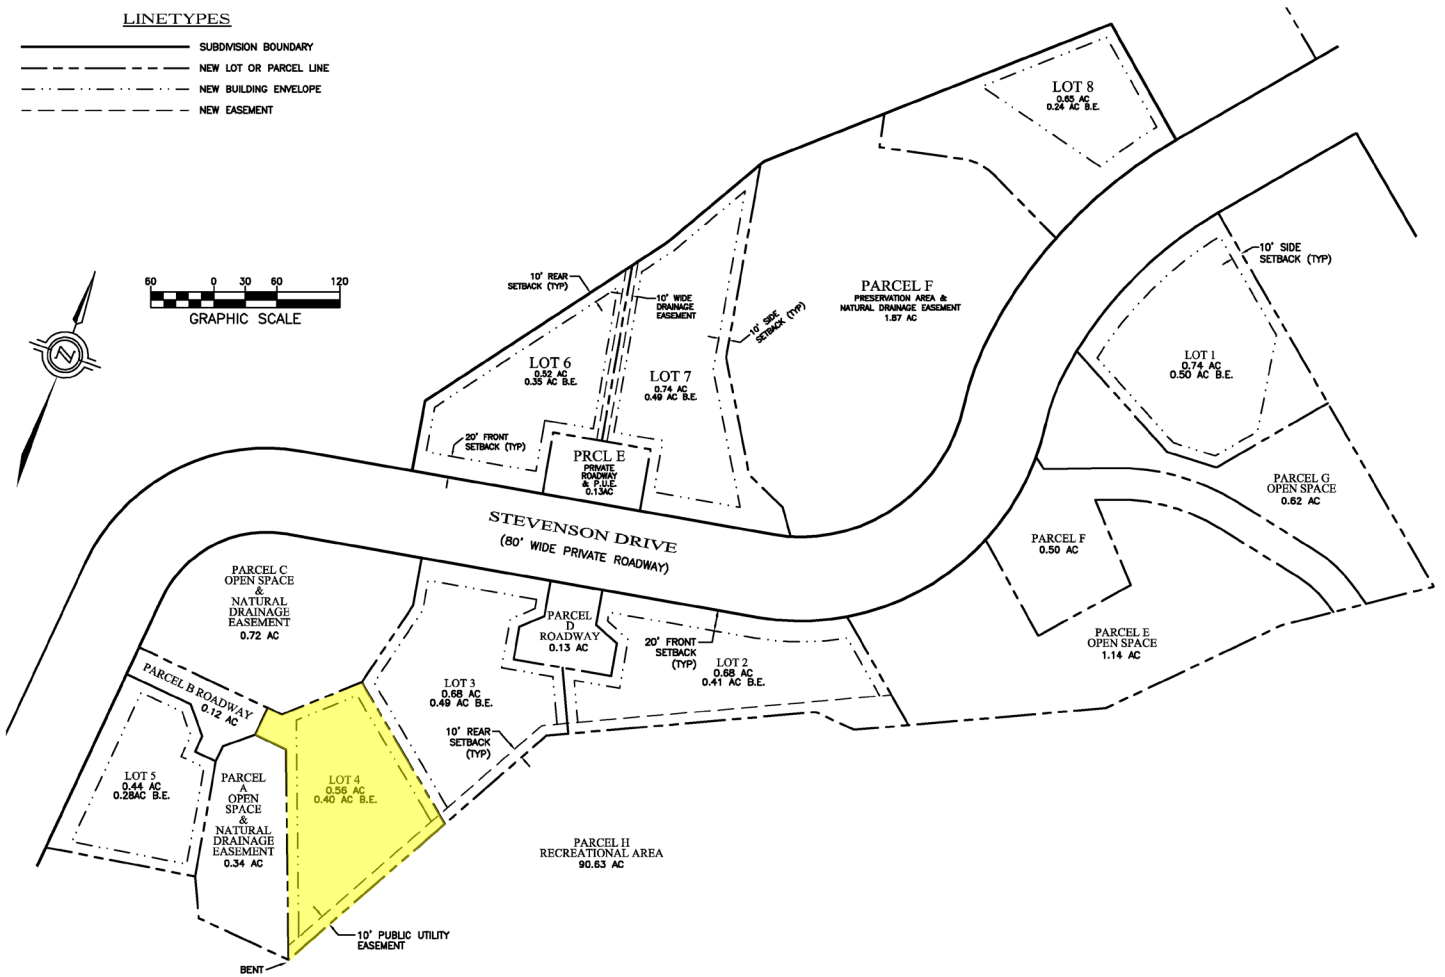 LINETYPES
SUBDIVISION BOUNDARY
NEW LOT OR PARCEL LINE
NEW BUILDING ENVELOPE
NEW EASEMENT
60 0 30 60 120
GRAPHIC SCALE
N
LOT 8
0.65 AC
0.24 AC B.E.
10' SIDE
SETBACK (TYP)
10' REAR
SETBACK (TYP)
10' WIDE
DRAINAGE
EASEMENT
10' SIDE
SETBACK (TYP)
PARCEL F
PRESERVATION AREA &
NATURAL DRAINAGE EASEMENT
1.87 AC
LOT 6
0.52 AC
0.35 AC B.E.
LOT 7
0.74 AC
0.49 AC B.E.
LOT 1
0.74 AC
0.50 AC B.E.
20' FRONT
SETBACK (TYP)
PRCL E
PRIVATE
ROADWAY
& P.U.E.
0.13AC
PARCEL G
OPEN SPACE
0.62 AC
STEVENSON DRIVE
(80' WIDE PRIVATE ROADWAY)
PARCEL F
0.50 AC
PARCEL C
OPEN SPACE
&
NATURAL
DRAINAGE
EASEMENT
0.72 AC
PARCEL
D
ROADWAY
0.13 AC
20' FRONT
SETBACK
(TYP)
LOT 2
0.68 AC
0.41 AC B.E.
PARCEL E
OPEN SPACE
1.14 AC
PARCEL B ROADWAY
0.12 AC
LOT 3
0.68 AC
0.49 AC B.E.
10' REAR
SETBACK
(TYP)
LOT 5
0.44 AC
0.28AC B.E.
PARCEL
A
OPEN
SPACE
&
NATURAL
DRAINAGE
EASEMENT
0.34 AC
LOT 4
0.56 AC
0.40 AC B.E.
PARCEL H
RECREATIONAL AREA
90.63 AC
10' PUBLIC UTILITY
EASEMENT
BENT